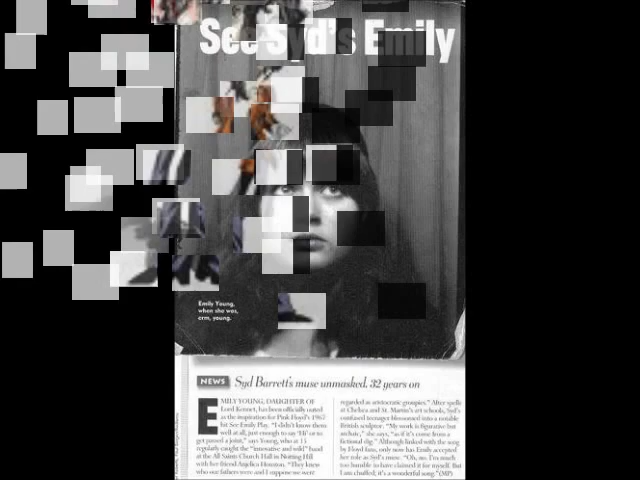 See Syd's Emily
Emily Young,
when she was,
erm, young.
NEWS Syd Barrett's muse unmasked, 32 years on
EMILY YOUNG, DAUGHTER OF
Lord Kennet, has been officially outed
as the inspiration for Pink Floyd's 1967
hit See Emily Play. "I didn't know them
well at all, just enough to say 'Hi' or to
get passed a joint," says Young, who at 15
regularly caught the "innovative and wild" band
at the All Saints Church Hall in Notting Hill
with her friend Anjelica Huston. "They knew
who our fathers were and I suppose we were
regarded as aristocratic groupies." After spells
at Chelsea and St. Martin's art schools, Syd's
confused teenager blossomed into a notable
British sculptor. "My work is figurative but
archaic," she says, "as if it's come from a
fictional dig." Although linked with the song
by Floyd fans, only now has Emily accepted
her role as Syd's muse. "Oh, no, I'm much
too humble to have claimed it for myself. But
I am chuffed; it's a wonderful song."